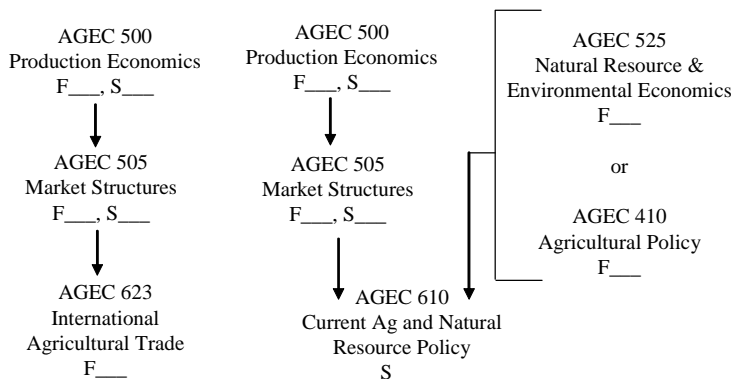 AGEC 500
Production Economics
F___, S___
AGEC 505
Market Structures
F___, S___
AGEC 623
International
Agricultural Trade
F___
AGEC 500
Production Economics
F___, S___
AGEC 505
Market Structures
F___, S___
AGEC 610
Current Ag and Natural
Resource Policy
S
AGEC 525
Natural Resource &
Environmental Economics
F___
or
AGEC 410
Agricultural Policy
F___